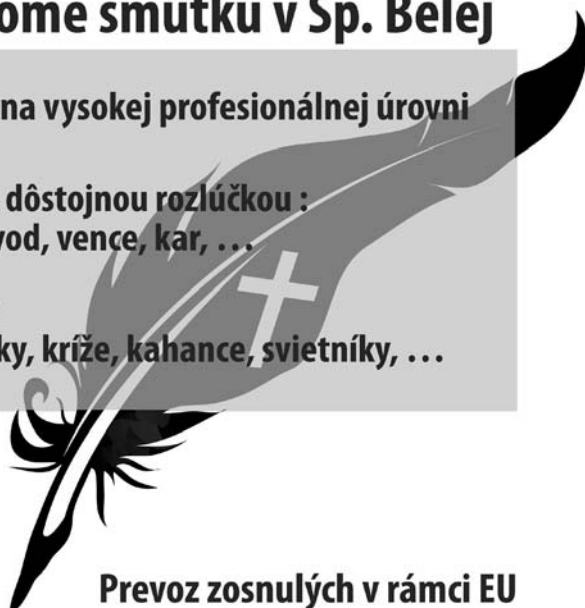 ome smútku v Sp. Belej
na vysokej profesionálnej úrovni
dôstojnou rozlúčkou :
vod, vence, kar, …
ky, kríže, kahance, svietniky, …
Prevoz zosnulých v rámci EU